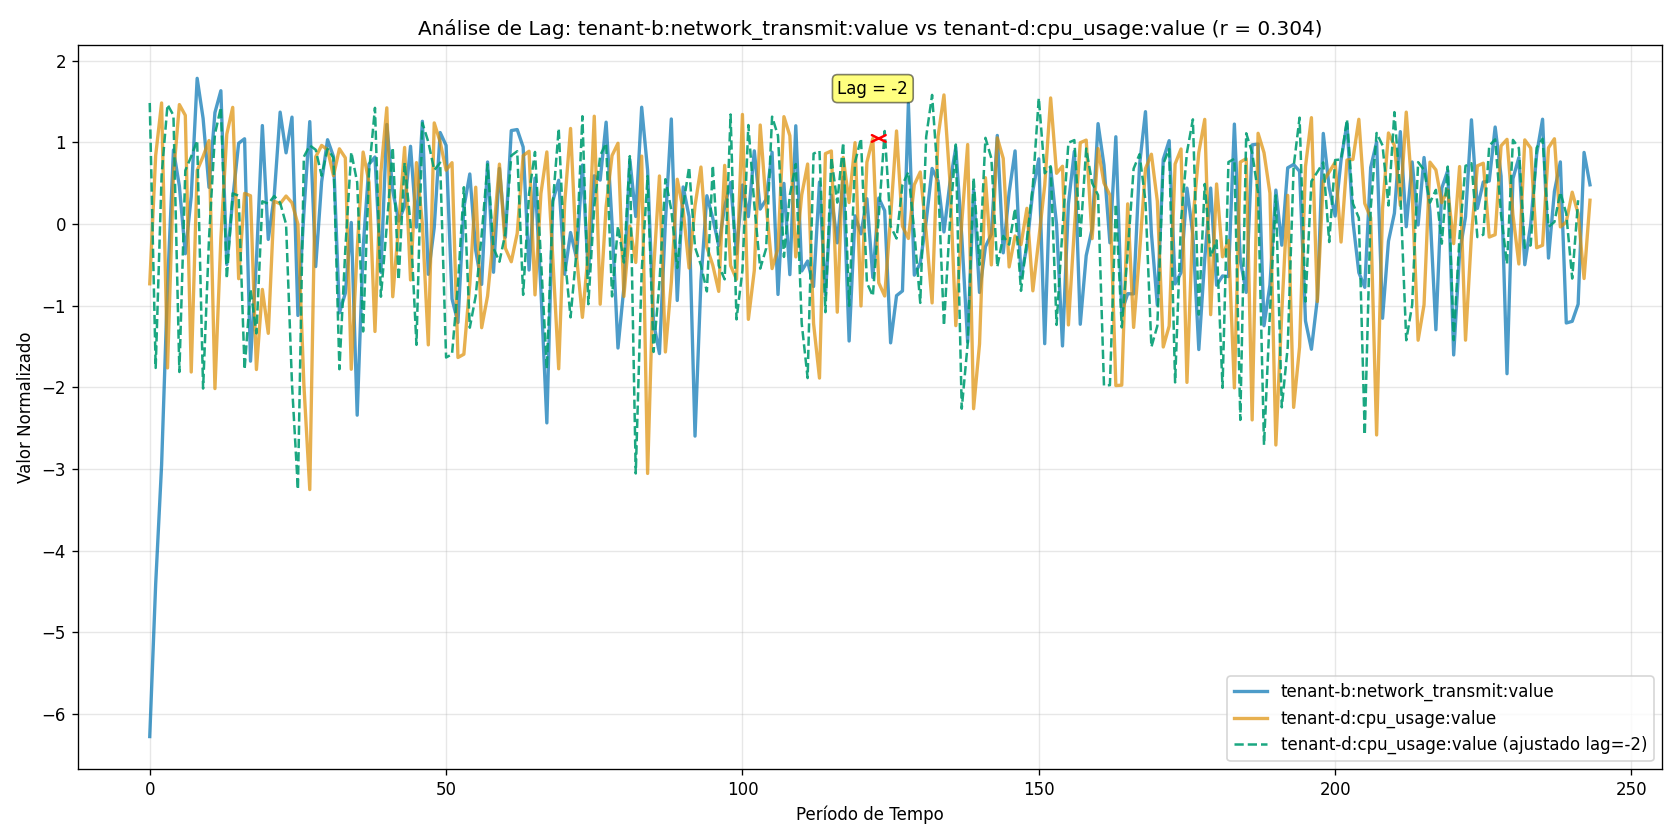 Análise de Lag: tenant-b:network_transmit:value vs tenant-d:cpu_usage:value (r = 0.304)
Lag = -2
2
1
0
−1
−2
−3
−4
−5
−6
Valor Normalizado
tenant-b:network_transmit:value
tenant-d:cpu_usage:value
tenant-d:cpu_usage:value (ajustado lag=-2)
0 50 100 150 200 250
Período de Tempo